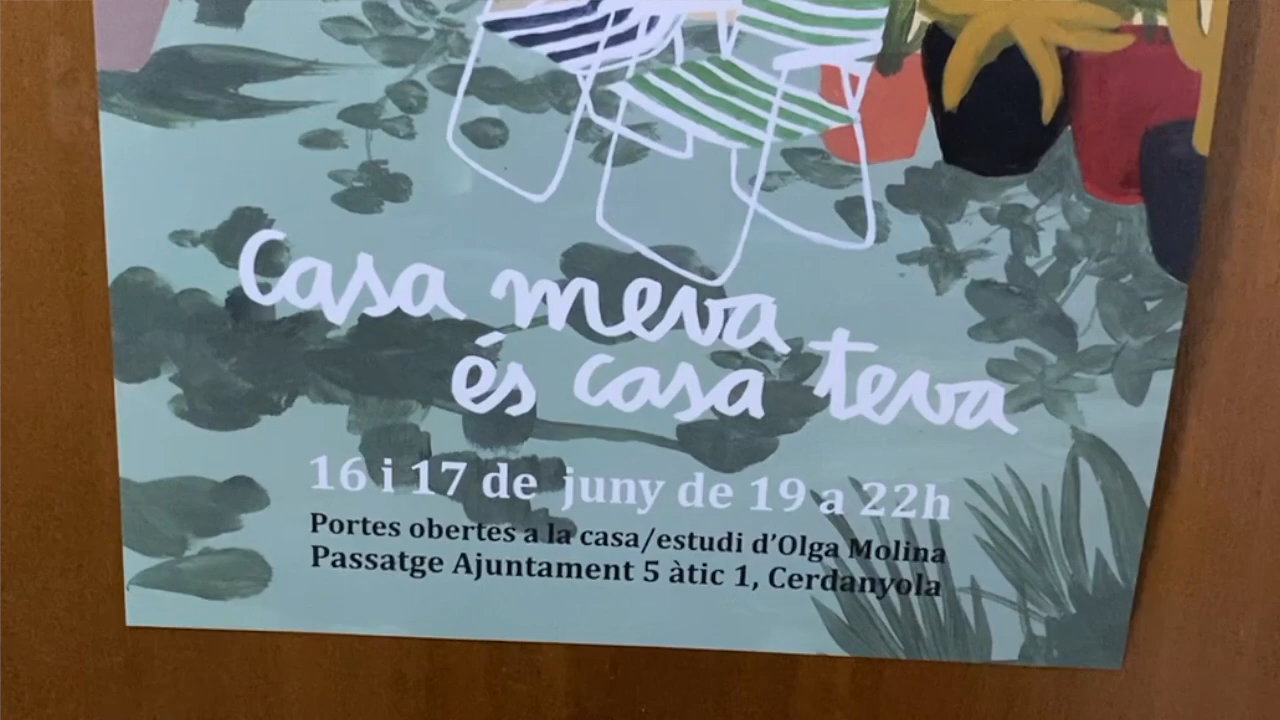 casa meva
és casa teva
16 i 17 de juny de 19 a 22h
Portes obertes a la casa/estudi d'Olga Molina
Passatge Ajuntament 5 àtic 1, Cerdanyola